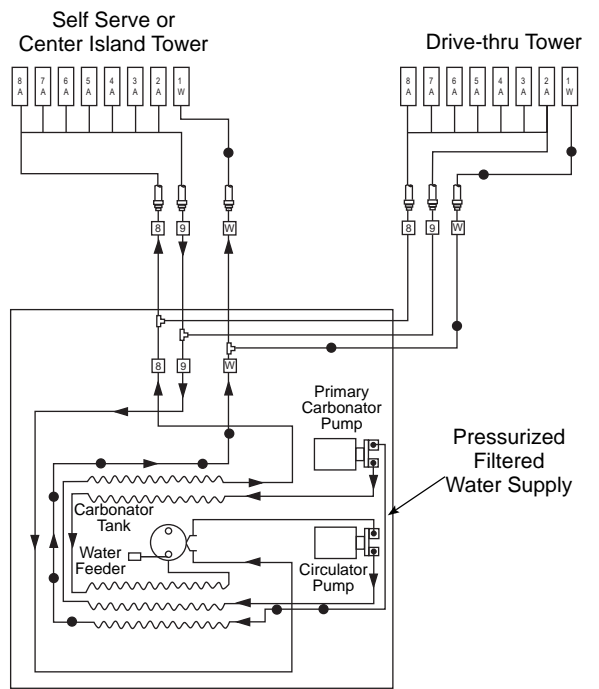 Self Serve or
Center Island Tower
Drive-thru Tower
8 A 7 A 6 A 5 A 4 A 3 A 2 A 1 W
8 A 7 A 6 A 5 A 4 A 3 A 2 A 1 W
8 9 W
8 9 W
8 9 W
Primary
Carbonator
Pump
Pressurized
Filtered
Water Supply
Carbonator
Tank
Water
Feeder
Circulator
Pump